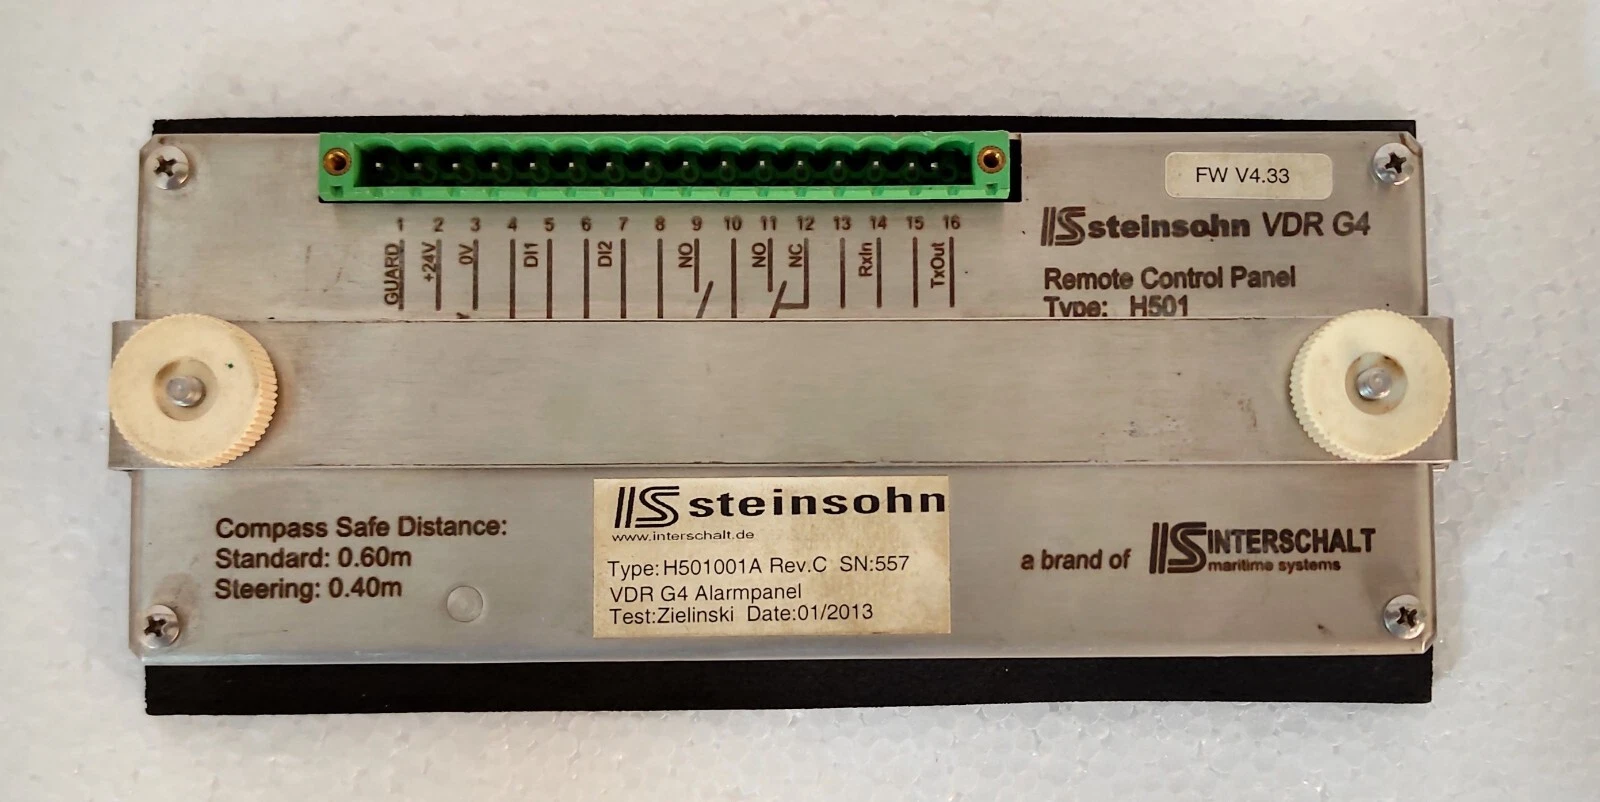 FW V4.33
1 2 3 4 5 6 7 8 9 10 11 12 13 14 15 16
GUARD +24V 0V DI1 DI2 NO NO NC RxIn TxOut
steinsohn VDR G4
Remote Control Panel
Type: H501
Compass Safe Distance:
Standard: 0.60m
Steering: 0.40m
steinsohn
www.interschalt.de
Type:H501001A Rev.C SN:557
VDR G4 Alarmpanel
Test:Zielinski Date:01/2013
a brand of
INTERSCHALT
maritime systems